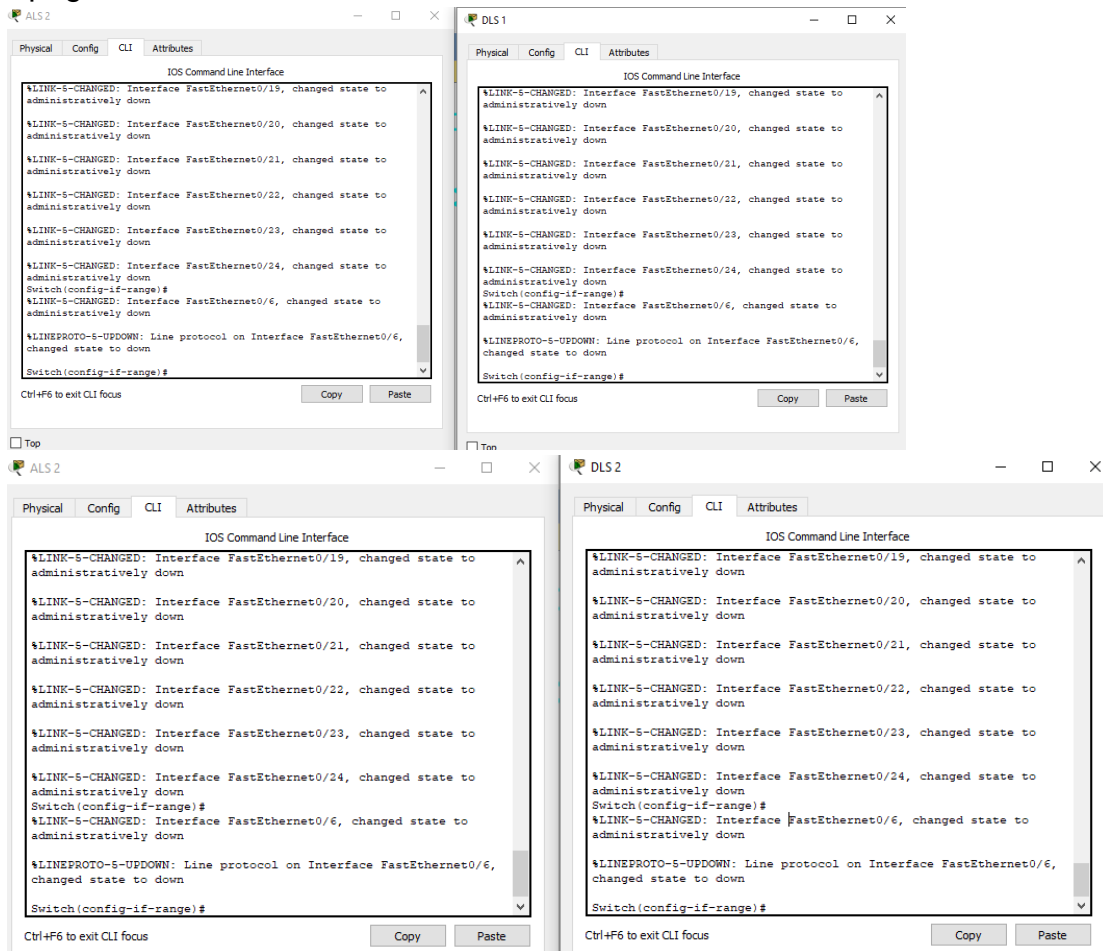 ALS 2
Physical Config CLI Attributes
IOS Command Line Interface
%LINK-5-CHANGED: Interface FastEthernet0/19, changed state to
administratively down
%LINK-5-CHANGED: Interface FastEthernet0/20, changed state to
administratively down
%LINK-5-CHANGED: Interface FastEthernet0/21, changed state to
administratively down
%LINK-5-CHANGED: Interface FastEthernet0/22, changed state to
administratively down
%LINK-5-CHANGED: Interface FastEthernet0/23, changed state to
administratively down
%LINK-5-CHANGED: Interface FastEthernet0/24, changed state to
administratively down
Switch(config-if-range)#
%LINK-5-CHANGED: Interface FastEthernet0/6, changed state to
administratively down
%LINEPROTO-5-UPDOWN: Line protocol on Interface FastEthernet0/6,
changed state to down
Switch(config-if-range)#
Ctrl+F6 to exit CLI focus
Copy Paste
Top
DLS 1
Physical Config CLI Attributes
IOS Command Line Interface
%LINK-5-CHANGED: Interface FastEthernet0/19, changed state to
administratively down
%LINK-5-CHANGED: Interface FastEthernet0/20, changed state to
administratively down
%LINK-5-CHANGED: Interface FastEthernet0/21, changed state to
administratively down
%LINK-5-CHANGED: Interface FastEthernet0/22, changed state to
administratively down
%LINK-5-CHANGED: Interface FastEthernet0/23, changed state to
administratively down
%LINK-5-CHANGED: Interface FastEthernet0/24, changed state to
administratively down
Switch(config-if-range)#
%LINK-5-CHANGED: Interface FastEthernet0/6, changed state to
administratively down
%LINEPROTO-5-UPDOWN: Line protocol on Interface FastEthernet0/6,
changed state to down
Switch(config-if-range)#
Ctrl+F6 to exit CLI focus
Copy Paste
Top
ALS 2
Physical Config CLI Attributes
IOS Command Line Interface
%LINK-5-CHANGED: Interface FastEthernet0/19, changed state to
administratively down
%LINK-5-CHANGED: Interface FastEthernet0/20, changed state to
administratively down
%LINK-5-CHANGED: Interface FastEthernet0/21, changed state to
administratively down
%LINK-5-CHANGED: Interface FastEthernet0/22, changed state to
administratively down
%LINK-5-CHANGED: Interface FastEthernet0/23, changed state to
administratively down
%LINK-5-CHANGED: Interface FastEthernet0/24, changed state to
administratively down
Switch(config-if-range)#
%LINK-5-CHANGED: Interface FastEthernet0/6, changed state to
administratively down
%LINEPROTO-5-UPDOWN: Line protocol on Interface FastEthernet0/6,
changed state to down
Switch(config-if-range)#
Ctrl+F6 to exit CLI focus
Copy Paste
DLS 2
Physical Config CLI Attributes
IOS Command Line Interface
%LINK-5-CHANGED: Interface FastEthernet0/19, changed state to
administratively down
%LINK-5-CHANGED: Interface FastEthernet0/20, changed state to
administratively down
%LINK-5-CHANGED: Interface FastEthernet0/21, changed state to
administratively down
%LINK-5-CHANGED: Interface FastEthernet0/22, changed state to
administratively down
%LINK-5-CHANGED: Interface FastEthernet0/23, changed state to
administratively down
%LINK-5-CHANGED: Interface FastEthernet0/24, changed state to
administratively down
Switch(config-if-range)#
%LINK-5-CHANGED: Interface FastEthernet0/6, changed state to
administratively down
%LINEPROTO-5-UPDOWN: Line protocol on Interface FastEthernet0/6,
changed state to down
Switch(config-if-range)#
Ctrl+F6 to exit CLI focus
Copy Paste